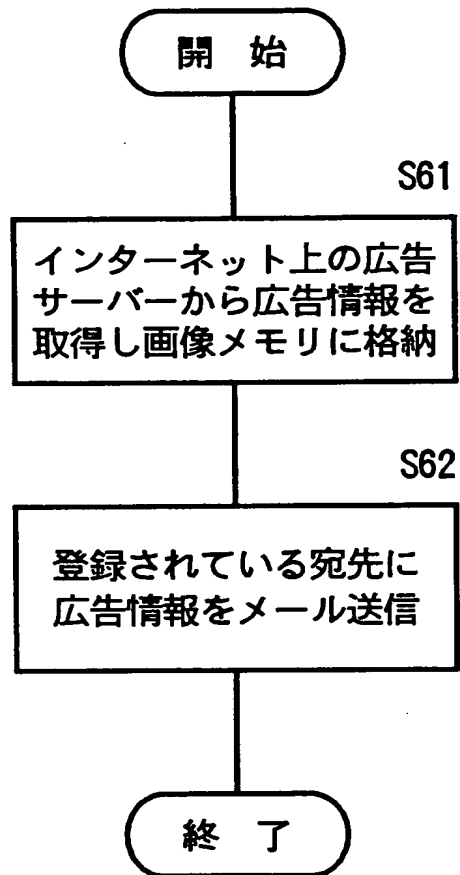 開 始
S61
インターネット上の広告
サーバーから広告情報を
取得し画像メモリに格納
S62
登録されている宛先に
広告情報をメール送信
終 了